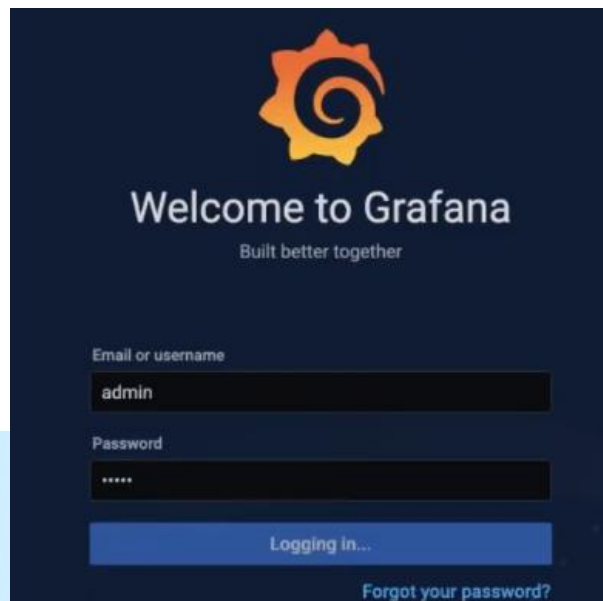 Welcome to Grafana
Built better together
Email or username
admin
Password
•••••
Logging in...
Forgot your password?